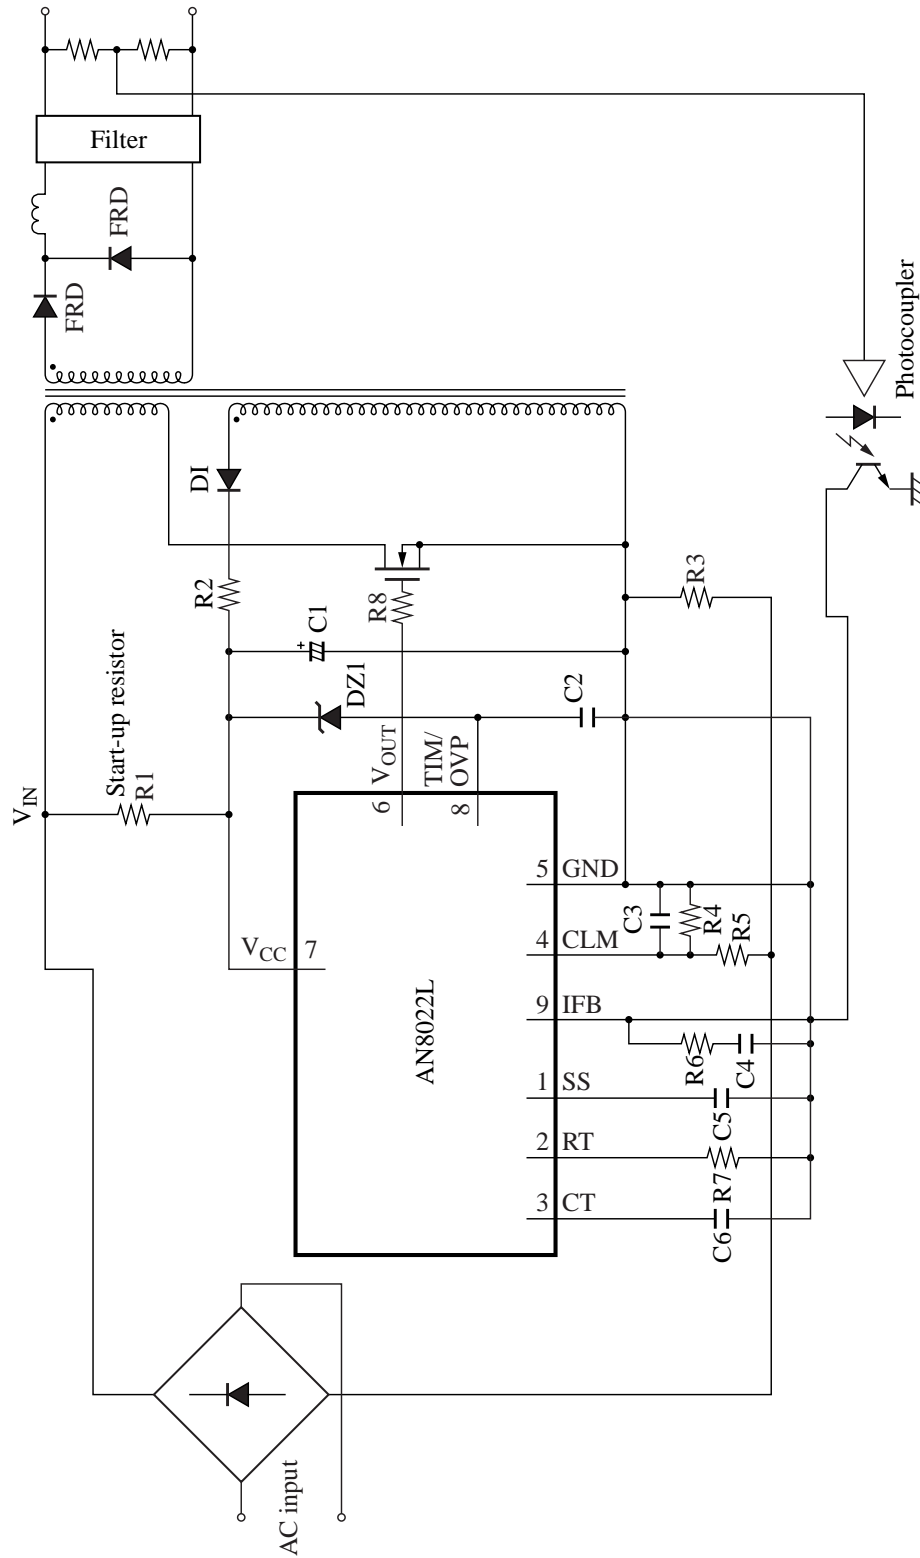 Filter
FRD
FRD
Photocoupler
DI
R2
R8
R3
C1
Start-up resistor
R1
DZ1
C2
V_IN
V_OUT
6
TIM/
OVP
8
V_CC
7
AN8022L
5 GND
4 CLM
9 IFB
1 SS
2 RT
3 CT
C3
R4
R5
R6
C4
C5
R7
C6
+
AC input